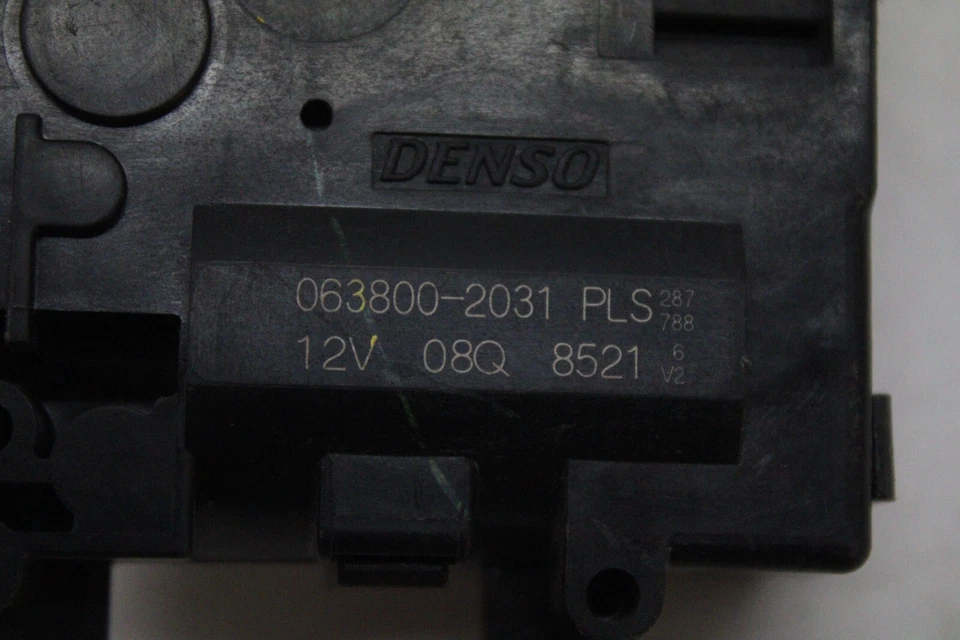 DENSO
063800-2031 PLS 287
788
12V 08Q 8521 6
V2